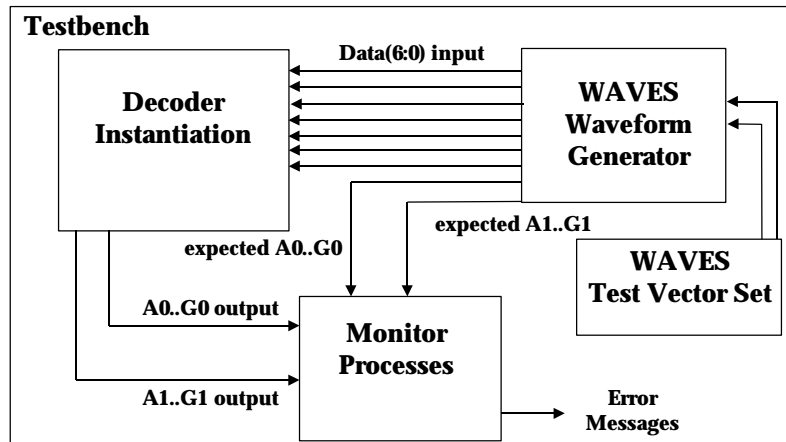 Testbench
Data(6:0) input
Decoder
Instantiation
WAVES
Waveform
Generator
expected A0..G0
expected A1..G1
WAVES
Test Vector Set
A0..G0 output
Monitor
Processes
A1..G1 output
Error
Messages